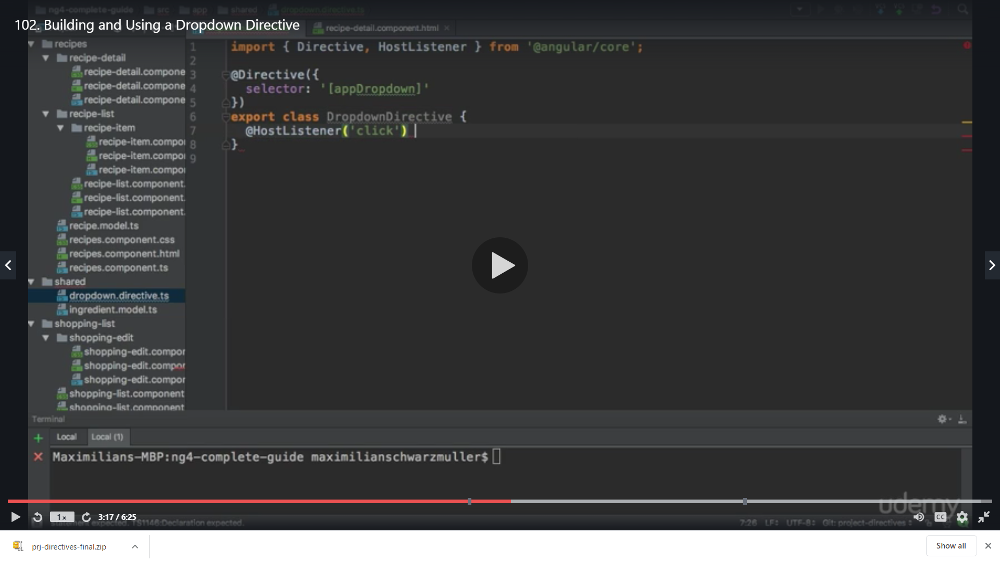 ng4-complete-guide src app shared dropdown.directive.ts
102. Building and Using a Dropdown Directive
recipe-detail.component.html
recipes
recipe-detail
recipe-detail.compone
recipe-detail.compone
recipe-detail.compone
recipe-list
recipe-item
recipe-item.compo
recipe-item.compo
recipe-item.compo
recipe-list.component.
recipe-list.component.
recipe-list.component.
recipe.model.ts
recipes.component.css
recipes.component.html
recipes.component.ts
shared
dropdown.directive.ts
ingredient.model.ts
shopping-list
shopping-edit
shopping-edit.compor
shopping-edit.compor
shopping-edit.compor
shopping-list.component
shopping-list.component
1 import { Directive, HostListener } from '@angular/core';
2
3 @Directive({
4 selector: '[appDropdown]'
5 })
6 export class DropdownDirective {
7 @HostListener('click')
8 }
9
Terminal
Local Local (1)
Maximilians-MBP:ng4-complete-guide maximilianschwarzmuller$
udemy
1x 3:17 / 6:25 CC
Statement expected. TS1146:Declaration expected.
7:26 LF UTF-8 Git: project-directives
prj-directives-final.zip
Show all